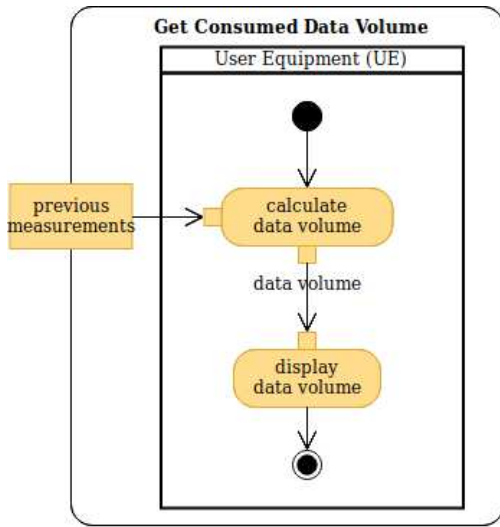 Get Consumed Data Volume
User Equipment (UE)
previous
measurements
calculate
data volume
data volume
display
data volume